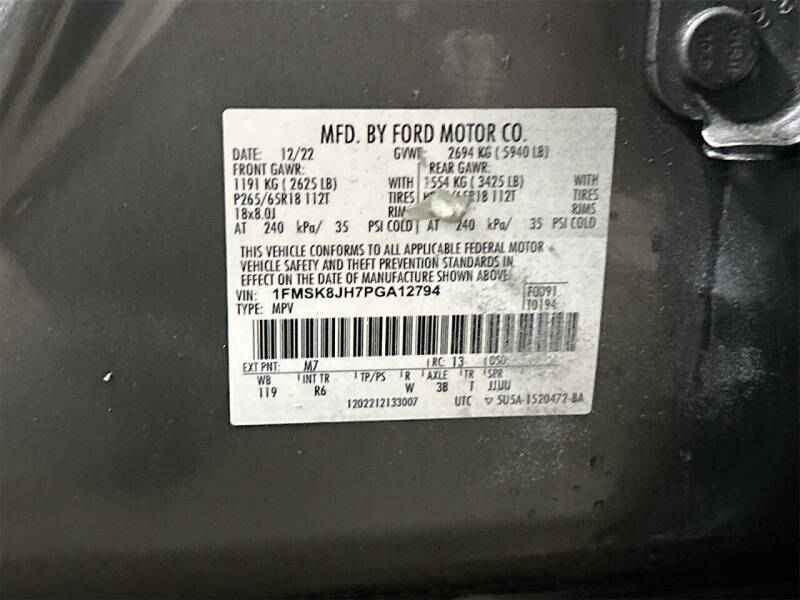 MFD. BY FORD MOTOR CO.
DATE: 12/22 GVWR: 2694 KG ( 5940 LB)
FRONT GAWR: REAR GAWR:
1191 KG ( 2625 LB) WITH 1554 KG ( 3425 LB) WITH
P265/65R18 112T TIRES /65R18 112T TIRES
18x8.0J RIMS RIMS
AT 240 kPa/ 35 PSI COLD AT 240 kPa/ 35 PSI COLD
THIS VEHICLE CONFORMS TO ALL APPLICABLE FEDERAL MOTOR
VEHICLE SAFETY AND THEFT PREVENTION STANDARDS IN
EFFECT ON THE DATE OF MANUFACTURE SHOWN ABOVE.
VIN: 1FMSK8JH7PGA12794 F0091
TYPE: MPV T0194
EXT PNT: M7 RC: 13 DSO:
WB INT TR TP/PS R AXLE TR SPR
119 R6 W 3B T JJUU
1202212133007 UTC ▽ 5U5A-1520472-BA